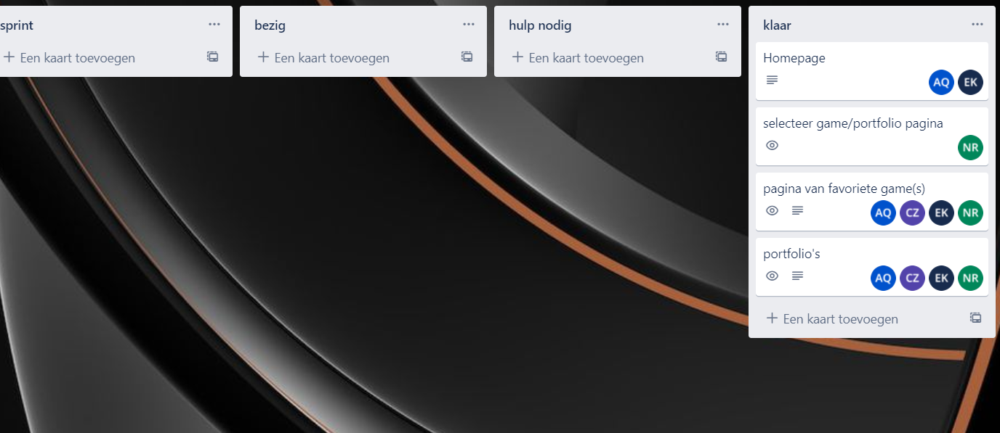 sprint
Een kaart toevoegen
bezig
Een kaart toevoegen
hulp nodig
Een kaart toevoegen
klaar
Homepage
AQ EK
selecteer game/portfolio pagina
NR
pagina van favoriete game(s)
AQ CZ EK NR
portfolio's
AQ CZ EK NR
Een kaart toevoegen